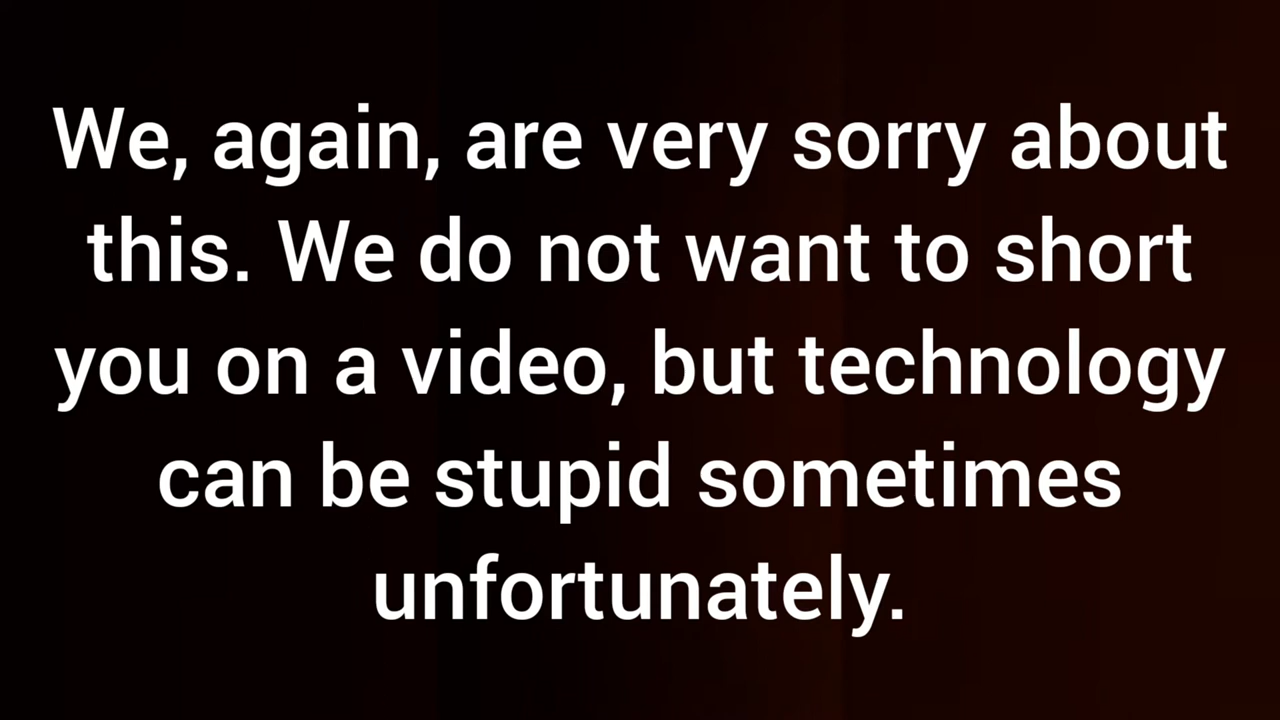 We, again, are very sorry about
this. We do not want to short
you on a video, but technology
can be stupid sometimes
unfortunately.